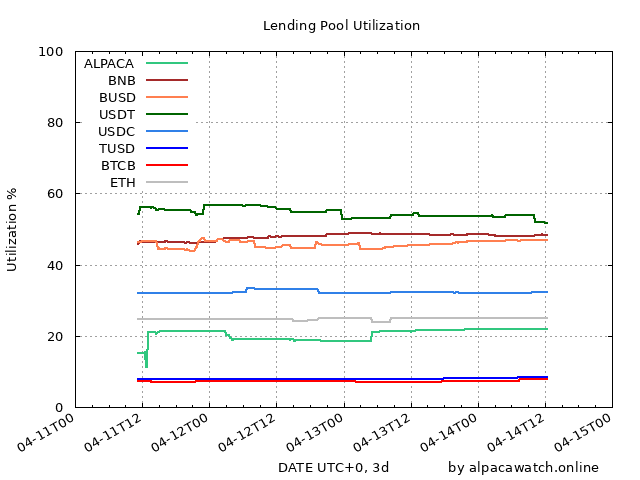 Lending Pool Utilization
100
80
60
40
20
0
Utilization %
ALPACA
BNB
BUSD
USDT
USDC
TUSD
BTCB
ETH
04-11T00
04-11T12
04-12T00
04-12T12
04-13T00
04-13T12
04-14T00
04-14T12
04-15T00
DATE UTC+0, 3d
by alpacawatch.online